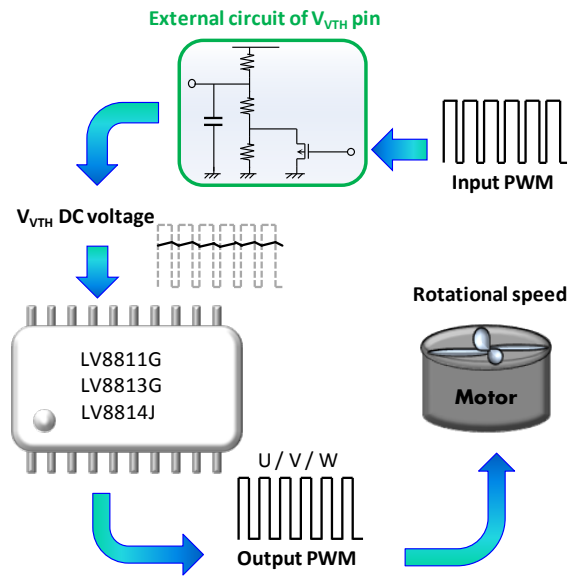 External circuit of VVTH pin
Input PWM
VVTH DC voltage
Rotational speed
LV8811G
LV8813G
LV8814J
Motor
U / V / W
Output PWM